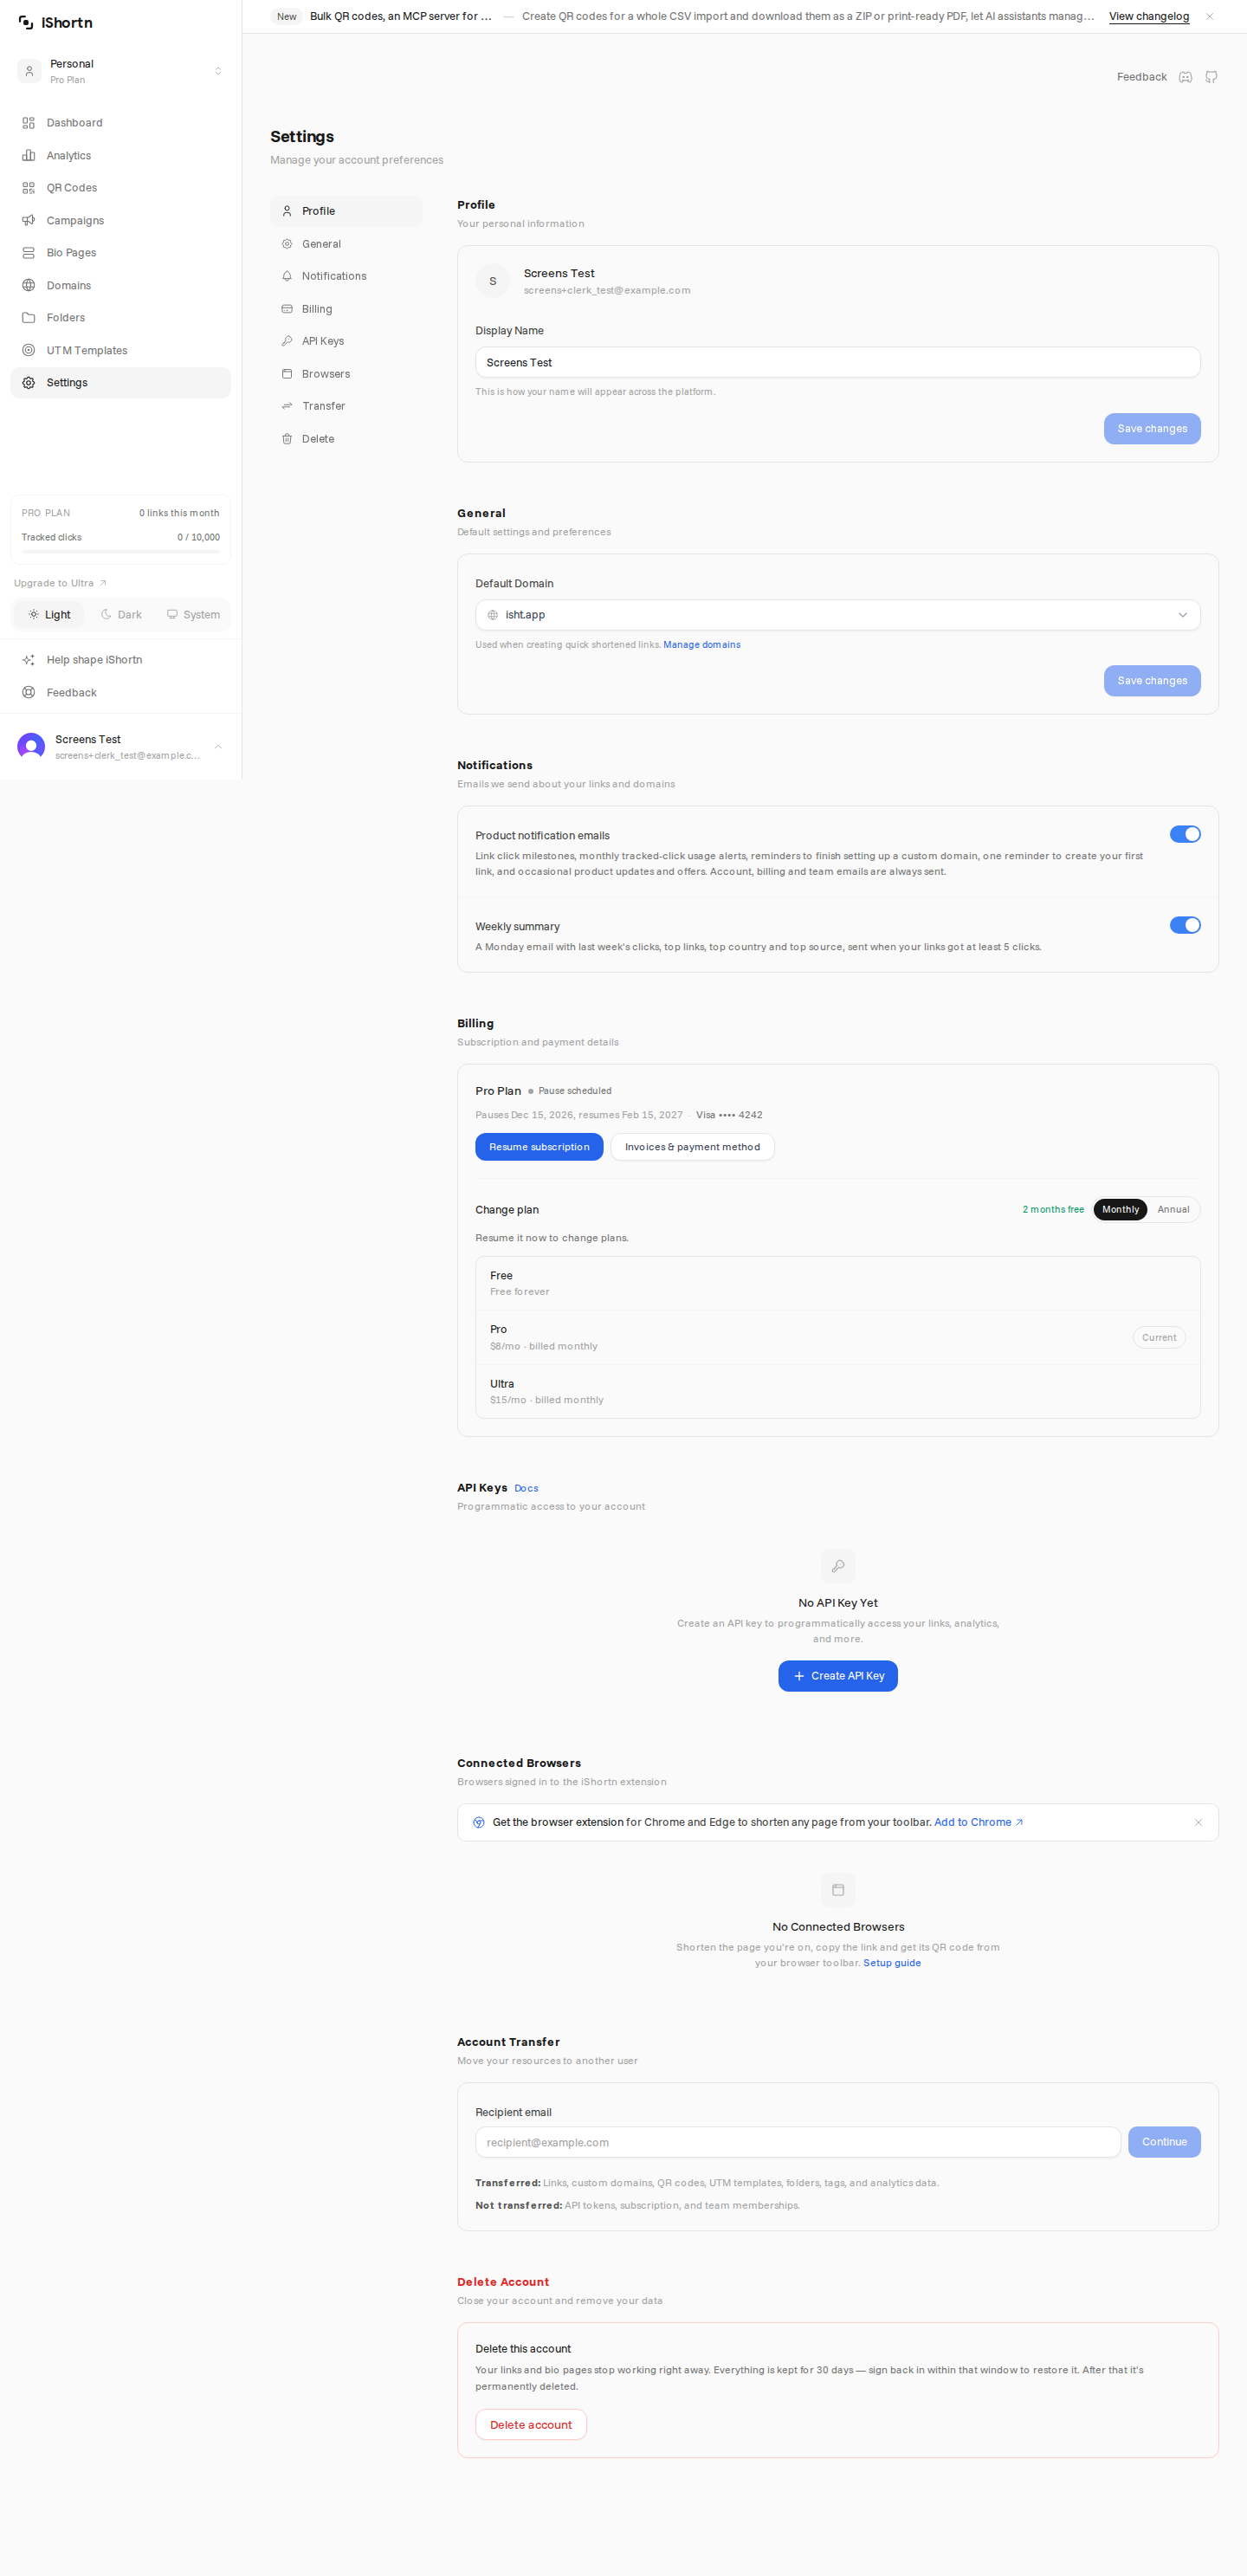 iShortn
Personal
Pro Plan
Dashboard
Analytics
QR Codes
Campaigns
Bio Pages
Domains
Folders
UTM Templates
Settings
PRO PLAN 0 links this month
Tracked clicks 0 / 10,000
Upgrade to Ultra
Light Dark System
Help shape iShortn
Feedback
Screens Test
screens+clerk_test@example.c...
New Bulk QR codes, an MCP server for ... — Create QR codes for a whole CSV import and download them as a ZIP or print-ready PDF, let AI assistants manag... View changelog
Feedback
Settings
Manage your account preferences
Profile
General
Notifications
Billing
API Keys
Browsers
Transfer
Delete
Profile
Your personal information
S
Screens Test
screens+clerk_test@example.com
Display Name
Screens Test
This is how your name will appear across the platform.
Save changes
General
Default settings and preferences
Default Domain
isht.app
Used when creating quick shortened links. Manage domains
Save changes
Notifications
Emails we send about your links and domains
Product notification emails
Link click milestones, monthly tracked-click usage alerts, reminders to finish setting up a custom domain, one reminder to create your first
link, and occasional product updates and offers. Account, billing and team emails are always sent.
Weekly summary
A Monday email with last week's clicks, top links, top country and top source, sent when your links got at least 5 clicks.
Billing
Subscription and payment details
Pro Plan Pause scheduled
Pauses Dec 15, 2026, resumes Feb 15, 2027 · Visa •••• 4242
Resume subscription Invoices & payment method
Change plan 2 months free Monthly Annual
Resume it now to change plans.
Free
Free forever
Pro
$8/mo · billed monthly
Current
Ultra
$15/mo · billed monthly
API Keys Docs
Programmatic access to your account
No API Key Yet
Create an API key to programmatically access your links, analytics,
and more.
Create API Key
Connected Browsers
Browsers signed in to the iShortn extension
Get the browser extension for Chrome and Edge to shorten any page from your toolbar. Add to Chrome
No Connected Browsers
Shorten the page you're on, copy the link and get its QR code from
your browser toolbar. Setup guide
Account Transfer
Move your resources to another user
Recipient email
recipient@example.com
Continue
Transferred: Links, custom domains, QR codes, UTM templates, folders, tags, and analytics data.
Not transferred: API tokens, subscription, and team memberships.
Delete Account
Close your account and remove your data
Delete this account
Your links and bio pages stop working right away. Everything is kept for 30 days — sign back in within that window to restore it. After that it's
permanently deleted.
Delete account